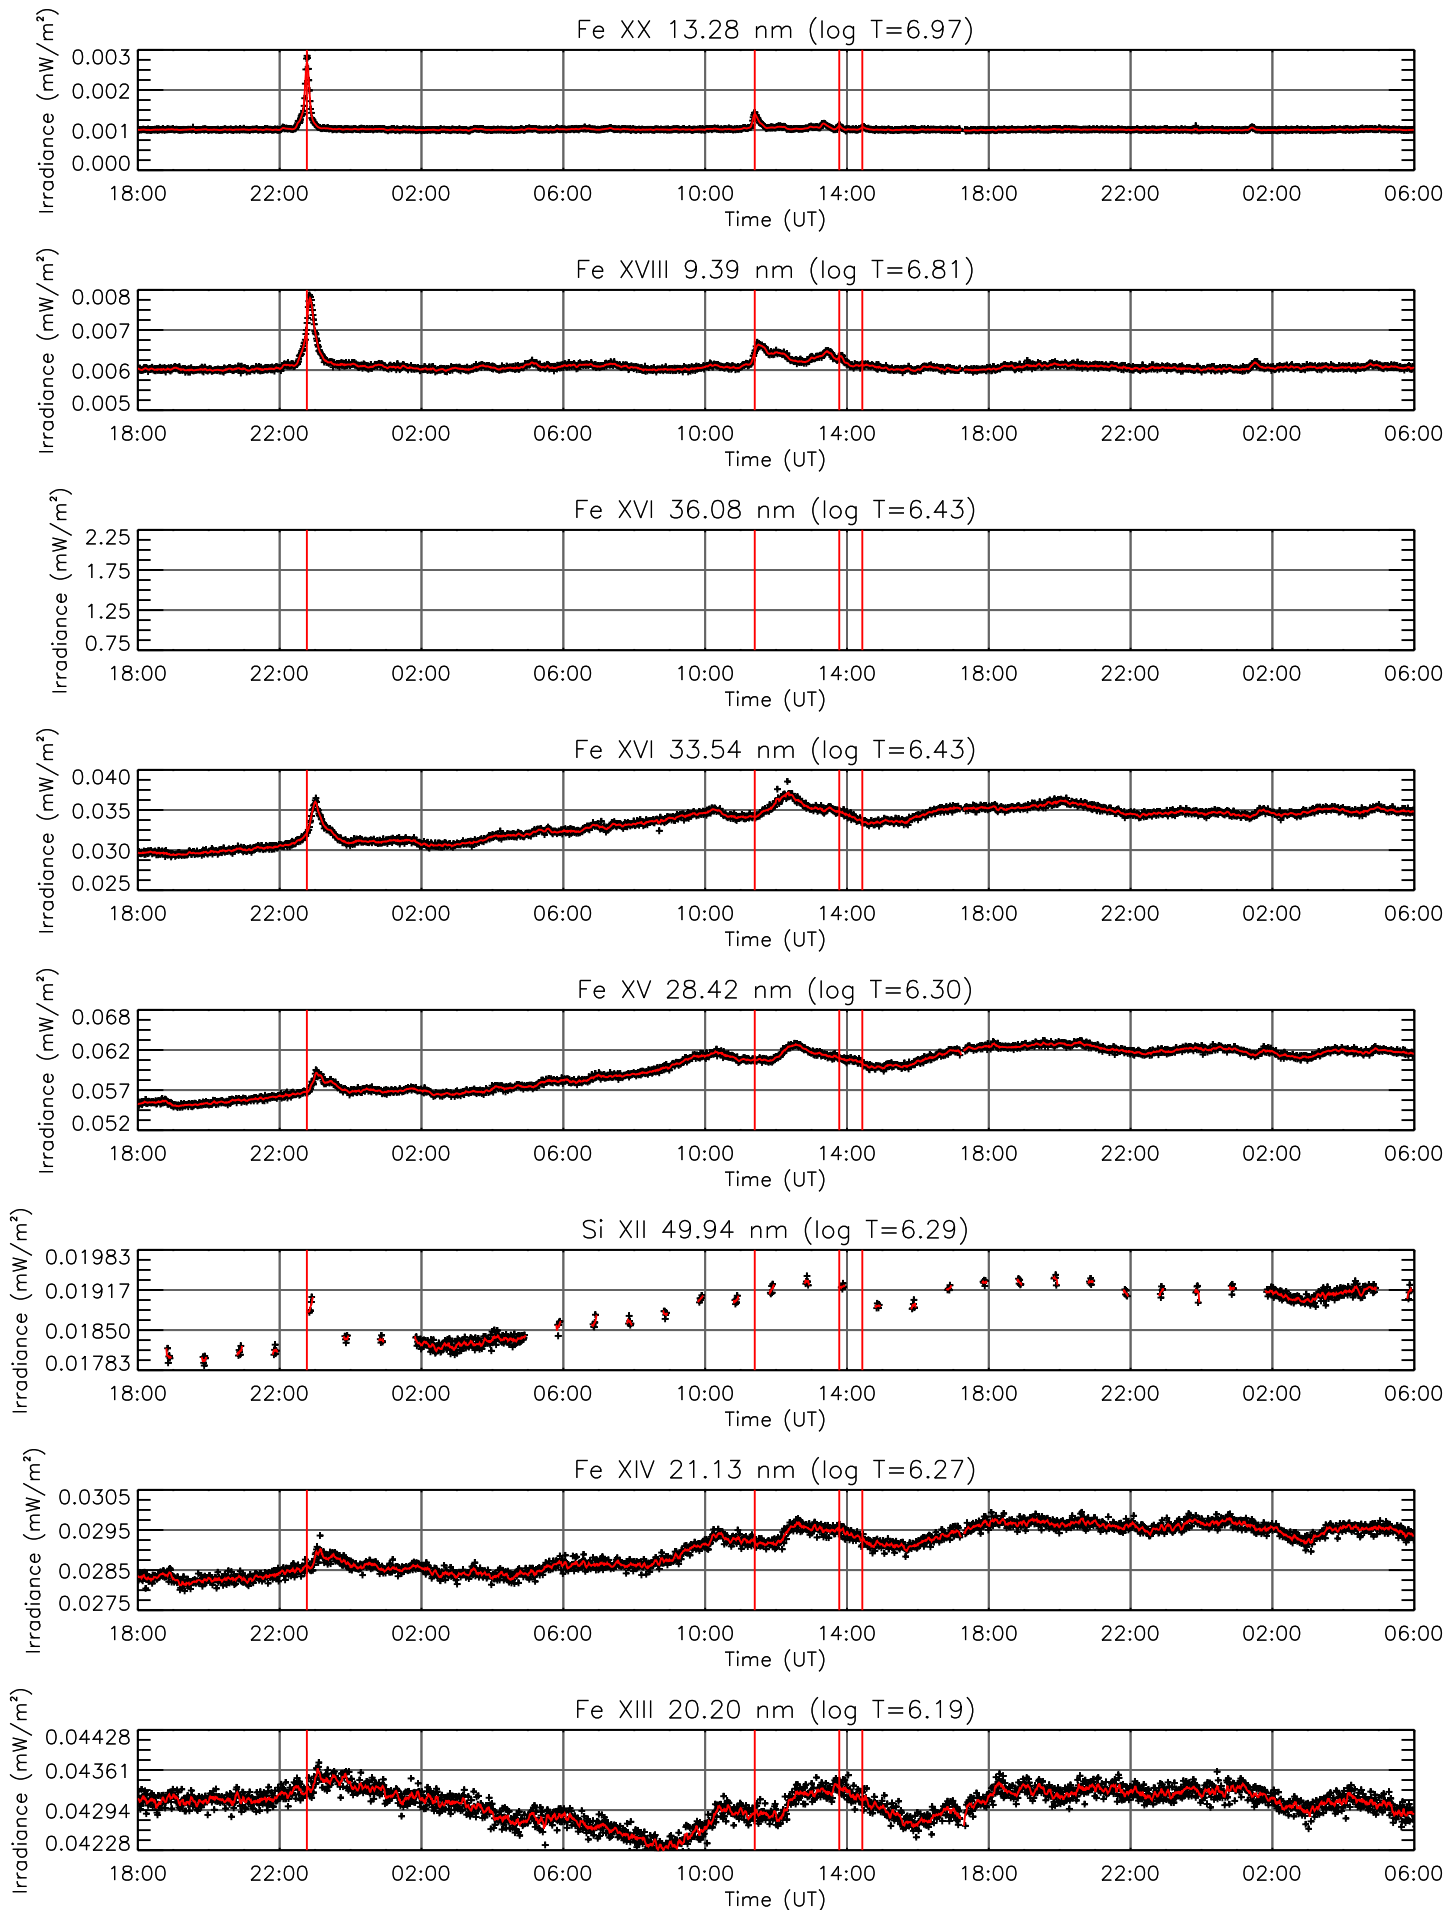 Fe XX 13.28 nm (log T=6.97)
Irradiance (mW/m²)
0.003
0.002
0.001
0.000
18:00 22:00 02:00 06:00 10:00 14:00 18:00 22:00 02:00 06:00
Time (UT)
Fe XVIII 9.39 nm (log T=6.81)
Irradiance (mW/m²)
0.008
0.007
0.006
0.005
18:00 22:00 02:00 06:00 10:00 14:00 18:00 22:00 02:00 06:00
Time (UT)
Fe XVI 36.08 nm (log T=6.43)
Irradiance (mW/m²)
2.25
1.75
1.25
0.75
18:00 22:00 02:00 06:00 10:00 14:00 18:00 22:00 02:00 06:00
Time (UT)
Fe XVI 33.54 nm (log T=6.43)
Irradiance (mW/m²)
0.040
0.035
0.030
0.025
18:00 22:00 02:00 06:00 10:00 14:00 18:00 22:00 02:00 06:00
Time (UT)
Fe XV 28.42 nm (log T=6.30)
Irradiance (mW/m²)
0.068
0.062
0.057
0.052
18:00 22:00 02:00 06:00 10:00 14:00 18:00 22:00 02:00 06:00
Time (UT)
Si XII 49.94 nm (log T=6.29)
Irradiance (mW/m²)
0.01983
0.01917
0.01850
0.01783
18:00 22:00 02:00 06:00 10:00 14:00 18:00 22:00 02:00 06:00
Time (UT)
Fe XIV 21.13 nm (log T=6.27)
Irradiance (mW/m²)
0.0305
0.0295
0.0285
0.0275
18:00 22:00 02:00 06:00 10:00 14:00 18:00 22:00 02:00 06:00
Time (UT)
Fe XIII 20.20 nm (log T=6.19)
Irradiance (mW/m²)
0.04428
0.04361
0.04294
0.04228
18:00 22:00 02:00 06:00 10:00 14:00 18:00 22:00 02:00 06:00
Time (UT)